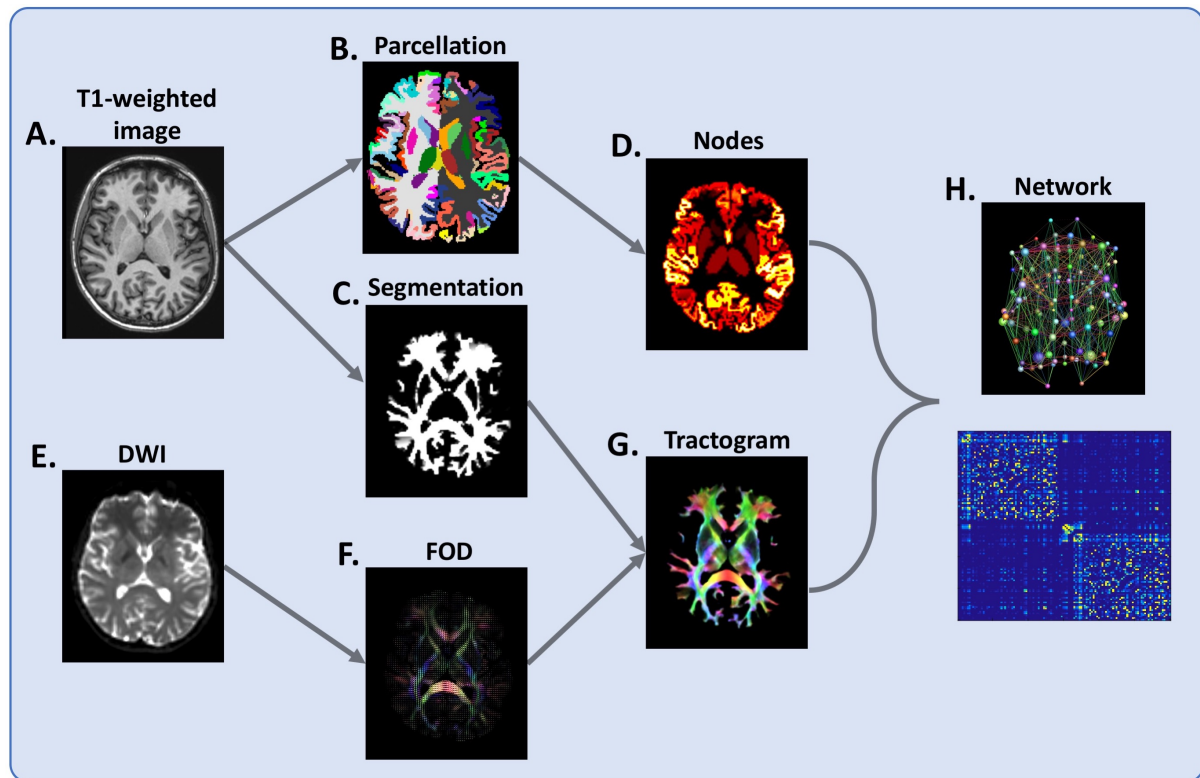 A.
T1-weighted
image
B.
Parcellation
C.
Segmentation
D.
Nodes
E.
DWI
F.
FOD
G.
Tractogram
H.
Network